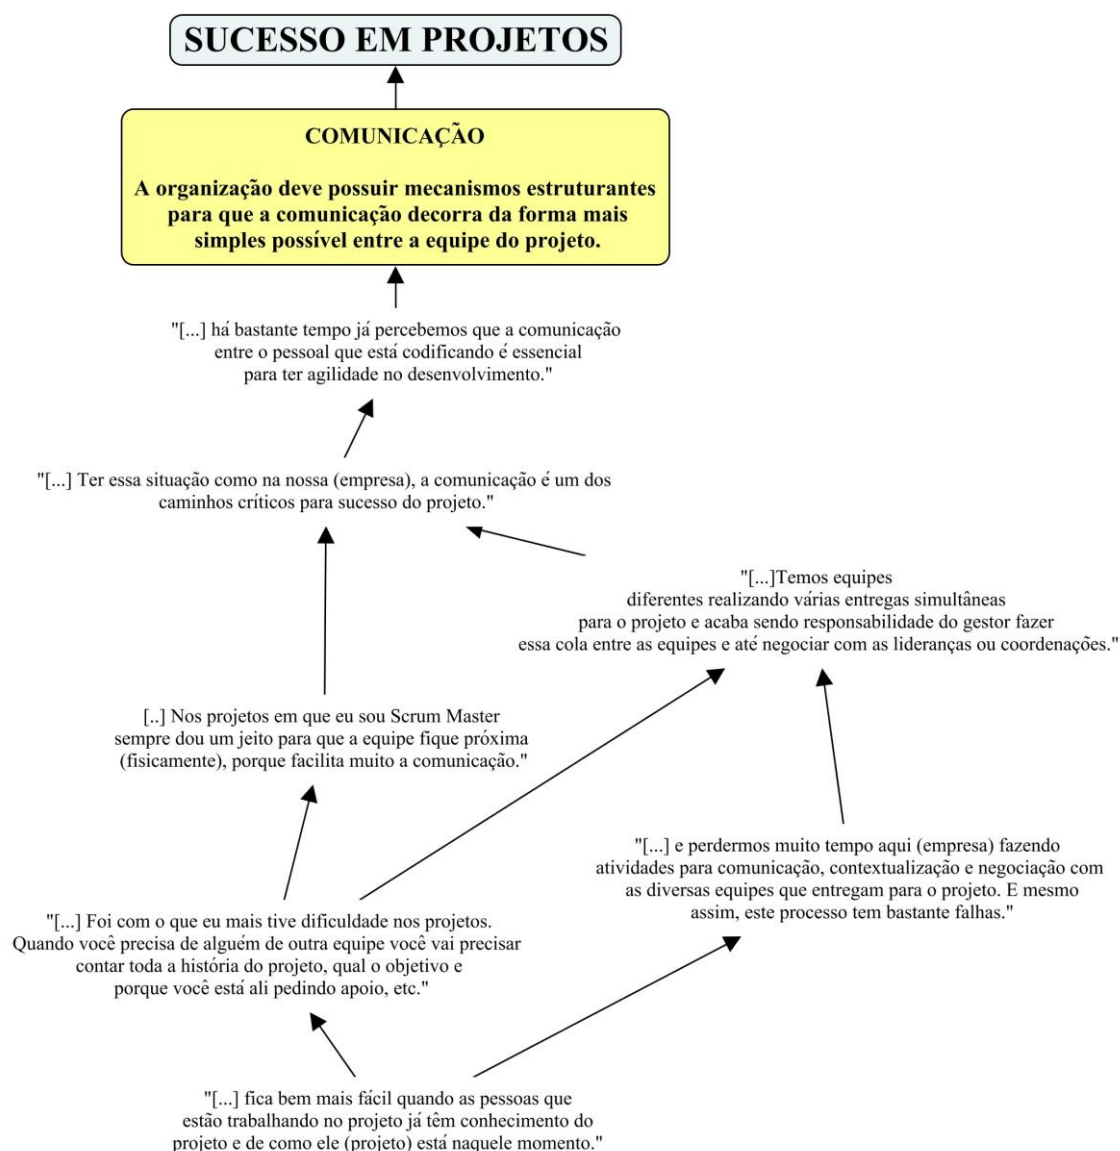 SUCESSO EM PROJETOS
COMUNICAÇÃO
A organização deve possuir mecanismos estruturantes
para que a comunicação decorra da forma mais
simples possível entre a equipe do projeto.
"[...] há bastante tempo já percebemos que a comunicação
entre o pessoal que está codificando é essencial
para ter agilidade no desenvolvimento."
"[...] Ter essa situação como na nossa (empresa), a comunicação é um dos
caminhos críticos para sucesso do projeto."
"[...]Temos equipes
diferentes realizando várias entregas simultâneas
para o projeto e acaba sendo responsabilidade do gestor fazer
essa cola entre as equipes e até negociar com as lideranças ou coordenações."
[..] Nos projetos em que eu sou Scrum Master
sempre dou um jeito para que a equipe fique próxima
(fisicamente), porque facilita muito a comunicação."
"[...] e perdermos muito tempo aqui (empresa) fazendo
atividades para comunicação, contextualização e negociação com
as diversas equipes que entregam para o projeto. E mesmo
assim, este processo tem bastante falhas."
"[...] Foi com o que eu mais tive dificuldade nos projetos.
Quando você precisa de alguém de outra equipe você vai precisar
contar toda a história do projeto, qual o objetivo e
porque você está ali pedindo apoio, etc."
"[...] fica bem mais fácil quando as pessoas que
estão trabalhando no projeto já têm conhecimento do
projeto e de como ele (projeto) está naquele momento."